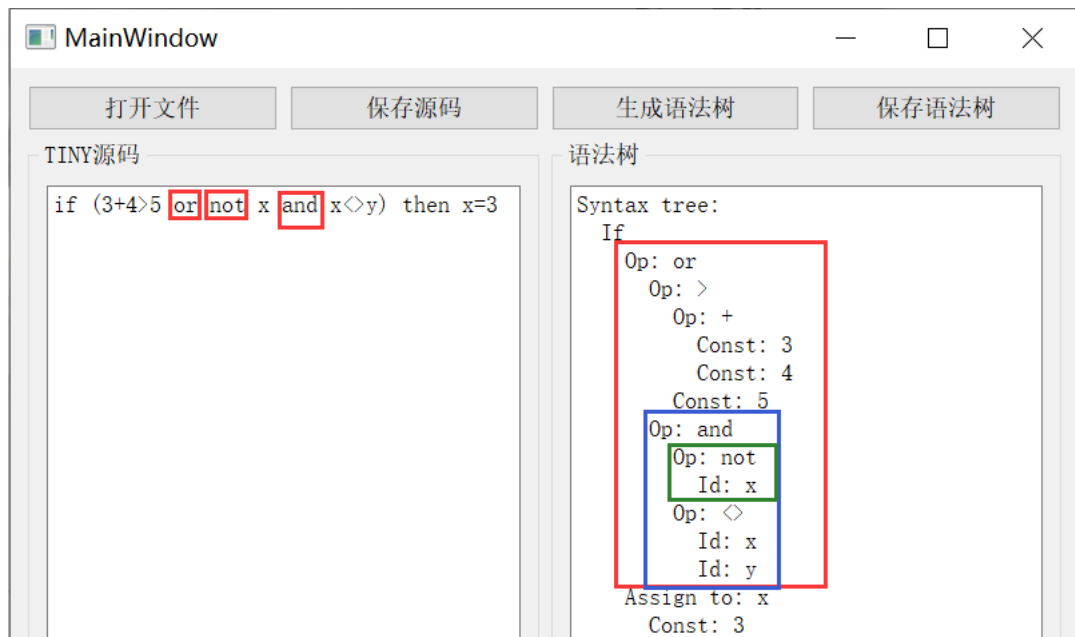 MainWindow
打开文件 保存源码 生成语法树 保存语法树
TINY源码
if (3+4>5 or not x and x<>y) then x=3
语法树
Syntax tree:
If
Op: or
Op: >
Op: +
Const: 3
Const: 4
Const: 5
Op: and
Op: not
Id: x
Op: <>
Id: x
Id: y
Assign to: x
Const: 3